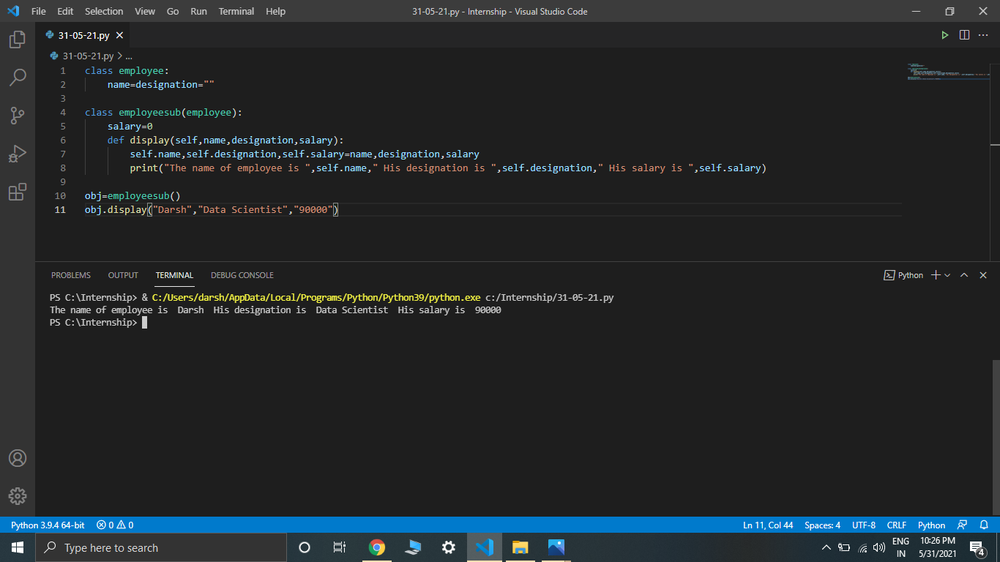 File Edit Selection View Go Run Terminal Help 31-05-21.py - Internship - Visual Studio Code
31-05-21.py
31-05-21.py > ...
1 class employee:
2     name=designation=""
3
4 class employeesub(employee):
5     salary=0
6     def display(self,name,designation,salary):
7         self.name,self.designation,self.salary=name,designation,salary
8         print("The name of employee is ",self.name," His designation is ",self.designation," His salary is ",self.salary)
9
10 obj=employeesub()
11 obj.display("Darsh","Data Scientist","90000")
PROBLEMS OUTPUT TERMINAL DEBUG CONSOLE Python
PS C:\Internship> & C:/Users/darsh/AppData/Local/Programs/Python/Python39/python.exe c:/Internship/31-05-21.py
The name of employee is  Darsh  His designation is  Data Scientist  His salary is  90000
PS C:\Internship>
Python 3.9.4 64-bit 0 0 Ln 11, Col 44 Spaces: 4 UTF-8 CRLF Python
Type here to search
ENG
IN
10:26 PM
5/31/2021
4